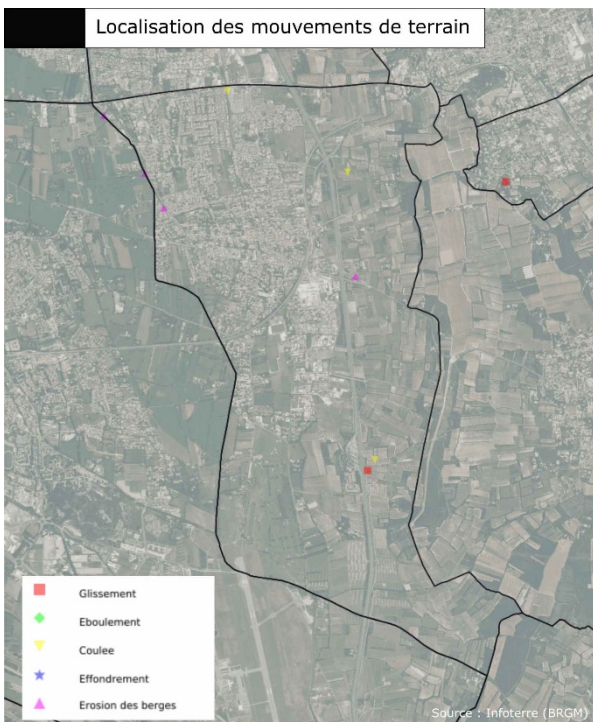 Localisation des mouvements de terrain
Glissement
Eboulement
Coulee
Effondrement
Erosion des berges
Source : Infoterre (BRGM)